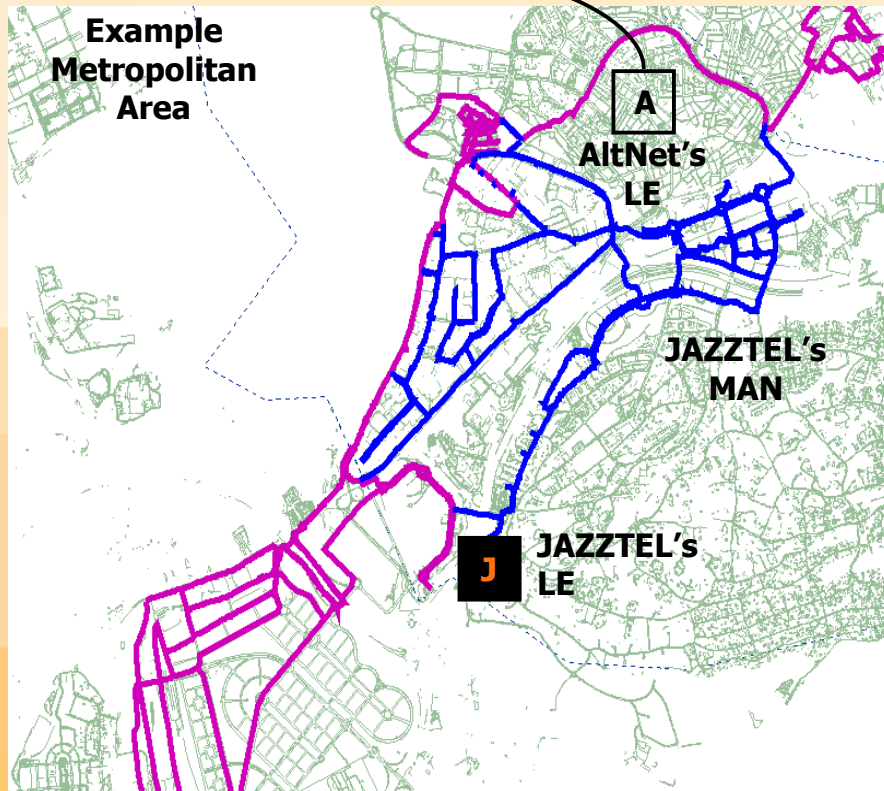 Example
Metropolitan
Area
A
AltNet's
LE
JAZZTEL's
MAN
JAZZTEL's
LE
J